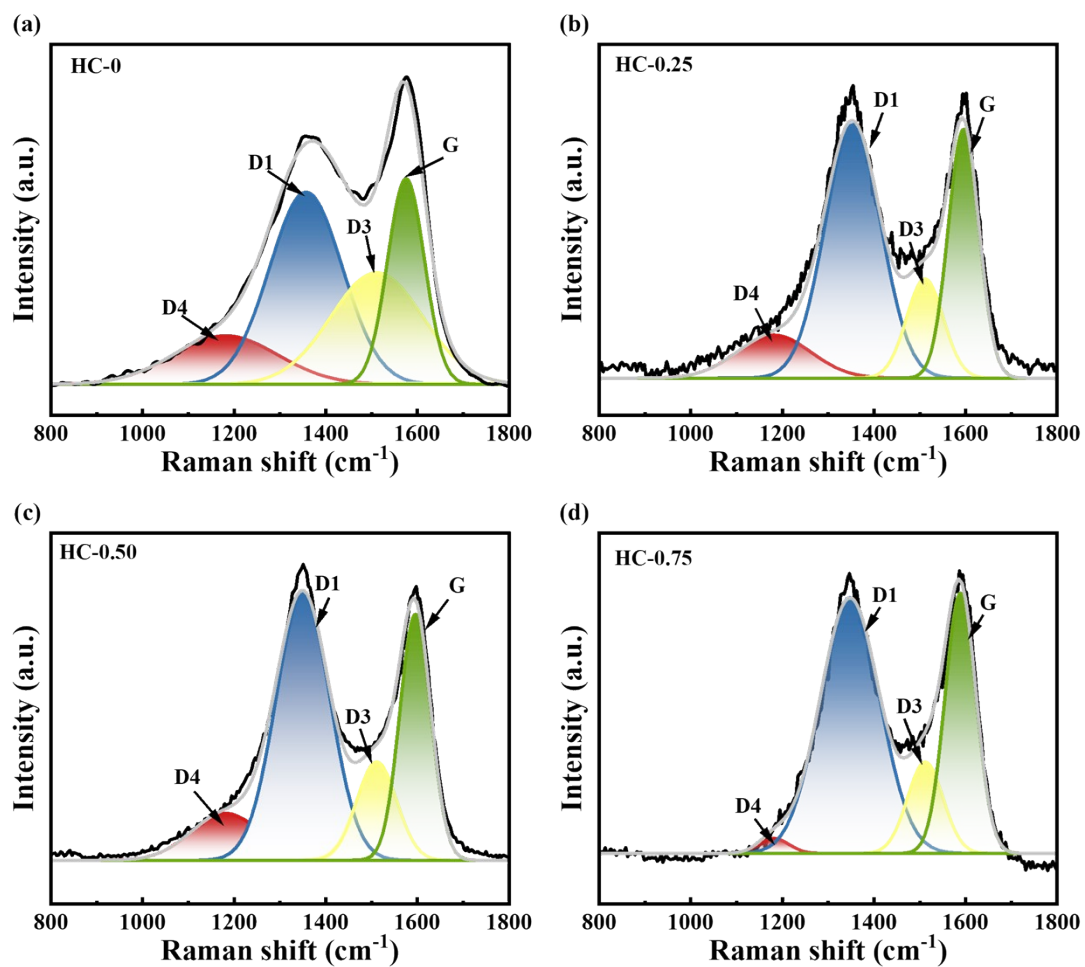 (a)
HC-0
D4
D1
D3
G
Intensity (a.u.)
800 1000 1200 1400 1600 1800
Raman shift (cm⁻¹)
(b)
HC-0.25
D4
D1
D3
G
Intensity (a.u.)
800 1000 1200 1400 1600 1800
Raman shift (cm⁻¹)
(c)
HC-0.50
D4
D1
D3
G
Intensity (a.u.)
800 1000 1200 1400 1600 1800
Raman shift (cm⁻¹)
(d)
HC-0.75
D4
D1
D3
G
Intensity (a.u.)
800 1000 1200 1400 1600 1800
Raman shift (cm⁻¹)